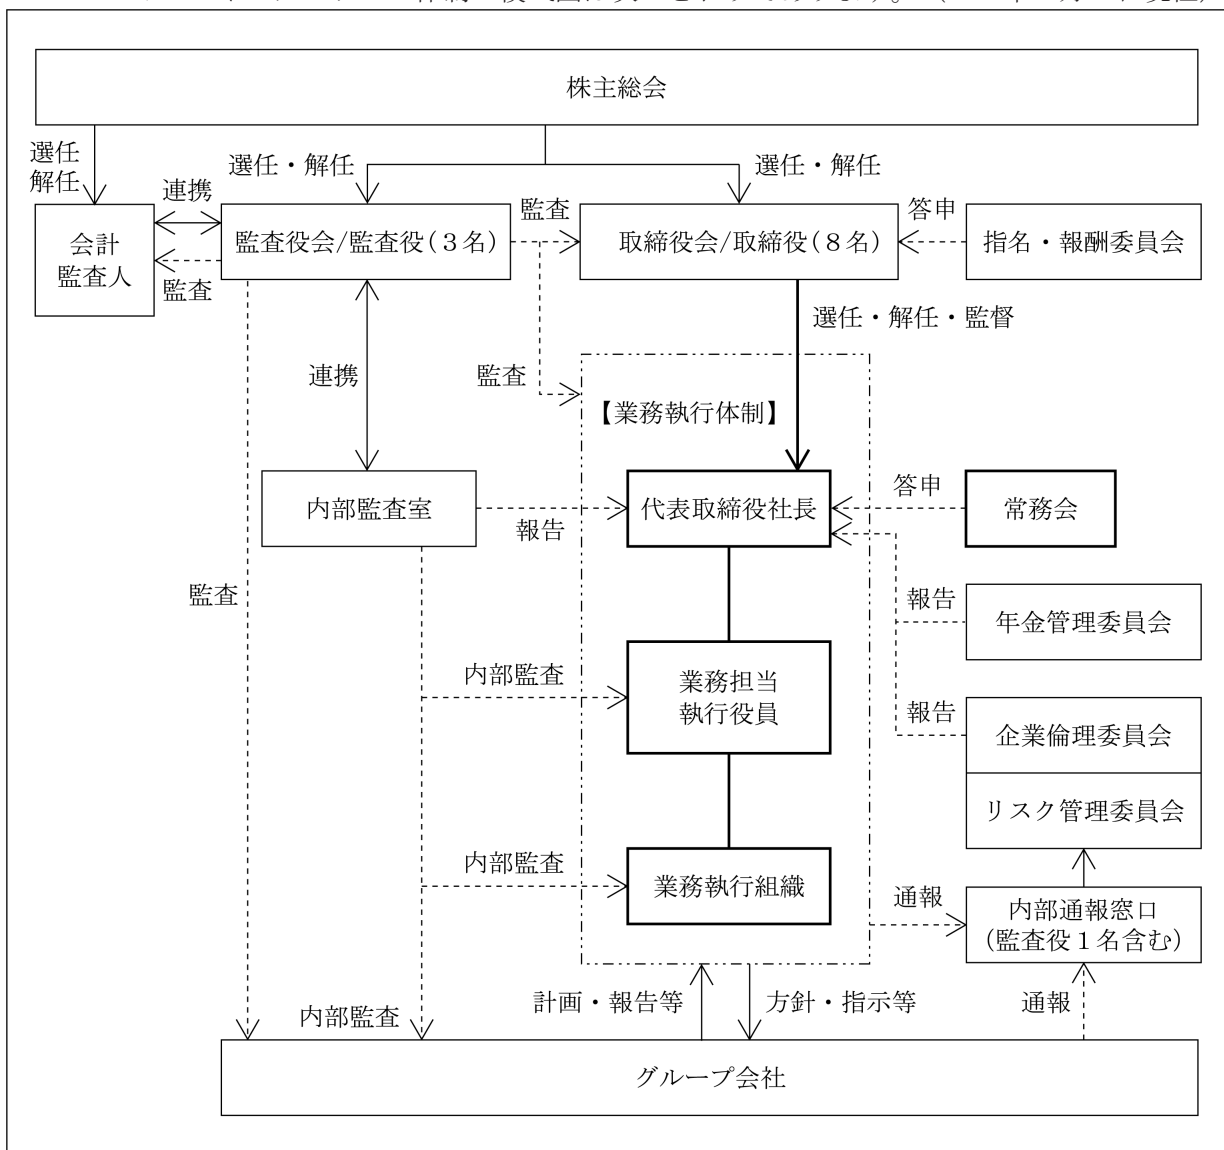 株主総会
選任
解任
選任・解任
選任・解任
連携
監査
答申
会計
監査人
監査役会/監査役(３名)
取締役会/取締役(８名)
指名・報酬委員会
監査
選任・解任・監督
連携
監査
【業務執行体制】
内部監査室
報告
代表取締役社長
答申
常務会
監査
報告
年金管理委員会
内部監査
業務担当
執行役員
報告
企業倫理委員会
リスク管理委員会
内部監査
業務執行組織
通報
内部通報窓口
(監査役１名含む)
内部監査
計画・報告等
方針・指示等
通報
グループ会社